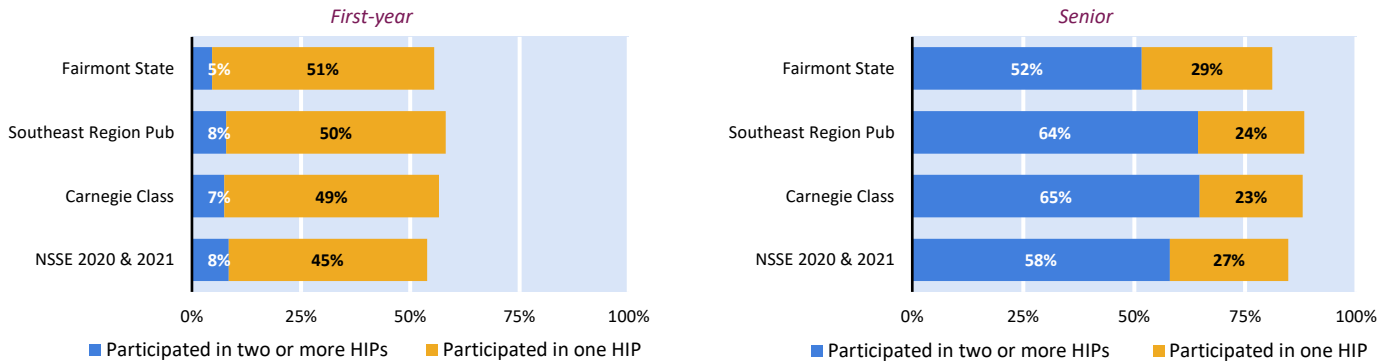 First-year
Fairmont State
5%
51%
Southeast Region Pub
8%
50%
Carnegie Class
7%
49%
NSSE 2020 & 2021
8%
45%
0%
25%
50%
75%
100%
Participated in two or more HIPs
Participated in one HIP
Senior
Fairmont State
52%
29%
Southeast Region Pub
64%
24%
Carnegie Class
65%
23%
NSSE 2020 & 2021
58%
27%
0%
25%
50%
75%
100%
Participated in two or more HIPs
Participated in one HIP